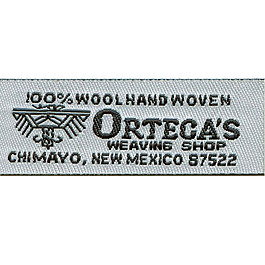 100% WOOL HAND WOVEN
ORTEGA'S
WEAVING SHOP
CHIMAYO, NEW MEXICO 87522